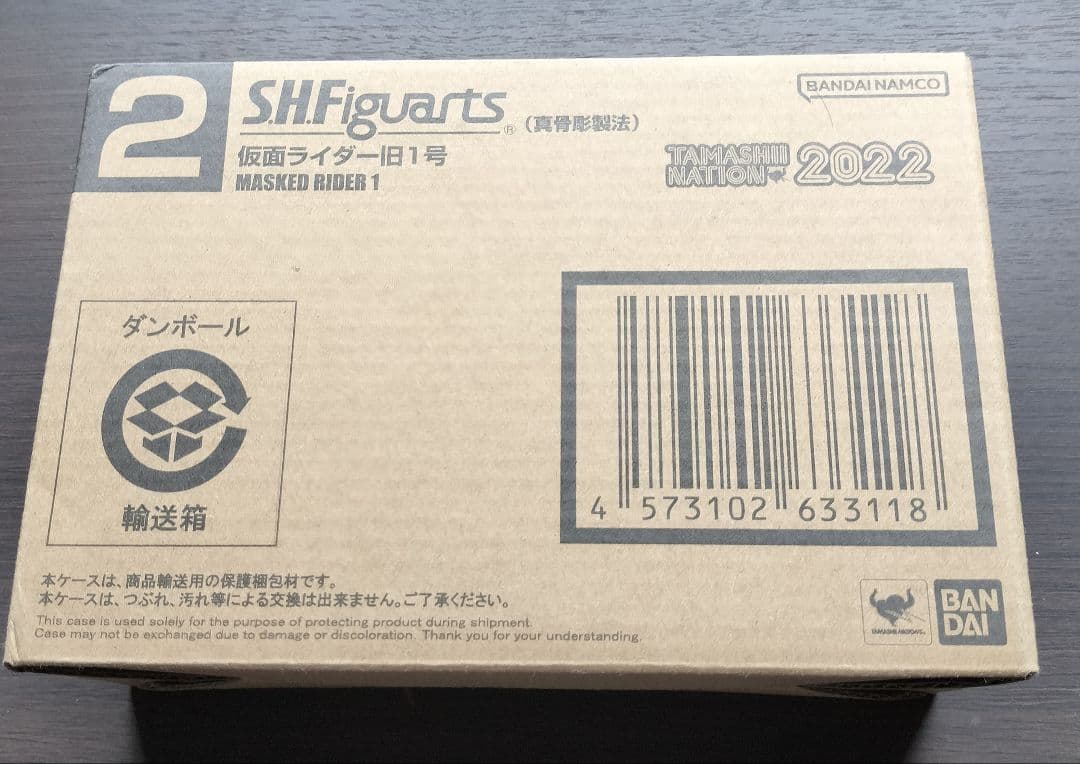 2
S.H.Figuarts® (真骨彫製法)
仮面ライダー旧1号
MASKED RIDER 1
BANDAI NAMCO
TAMASHII
NATION 2022
ダンボール
輸送箱
4 573102 633118
本ケースは、商品輸送用の保護梱包材です。
本ケースは、つぶれ、汚れ等による交換は出来ません。ご了承ください。
This case is used solely for the purpose of protecting product during shipment.
Case may not be exchanged due to damage or discoloration. Thank you for your understanding.
TAMASHII NATIONS
BAN
DAI